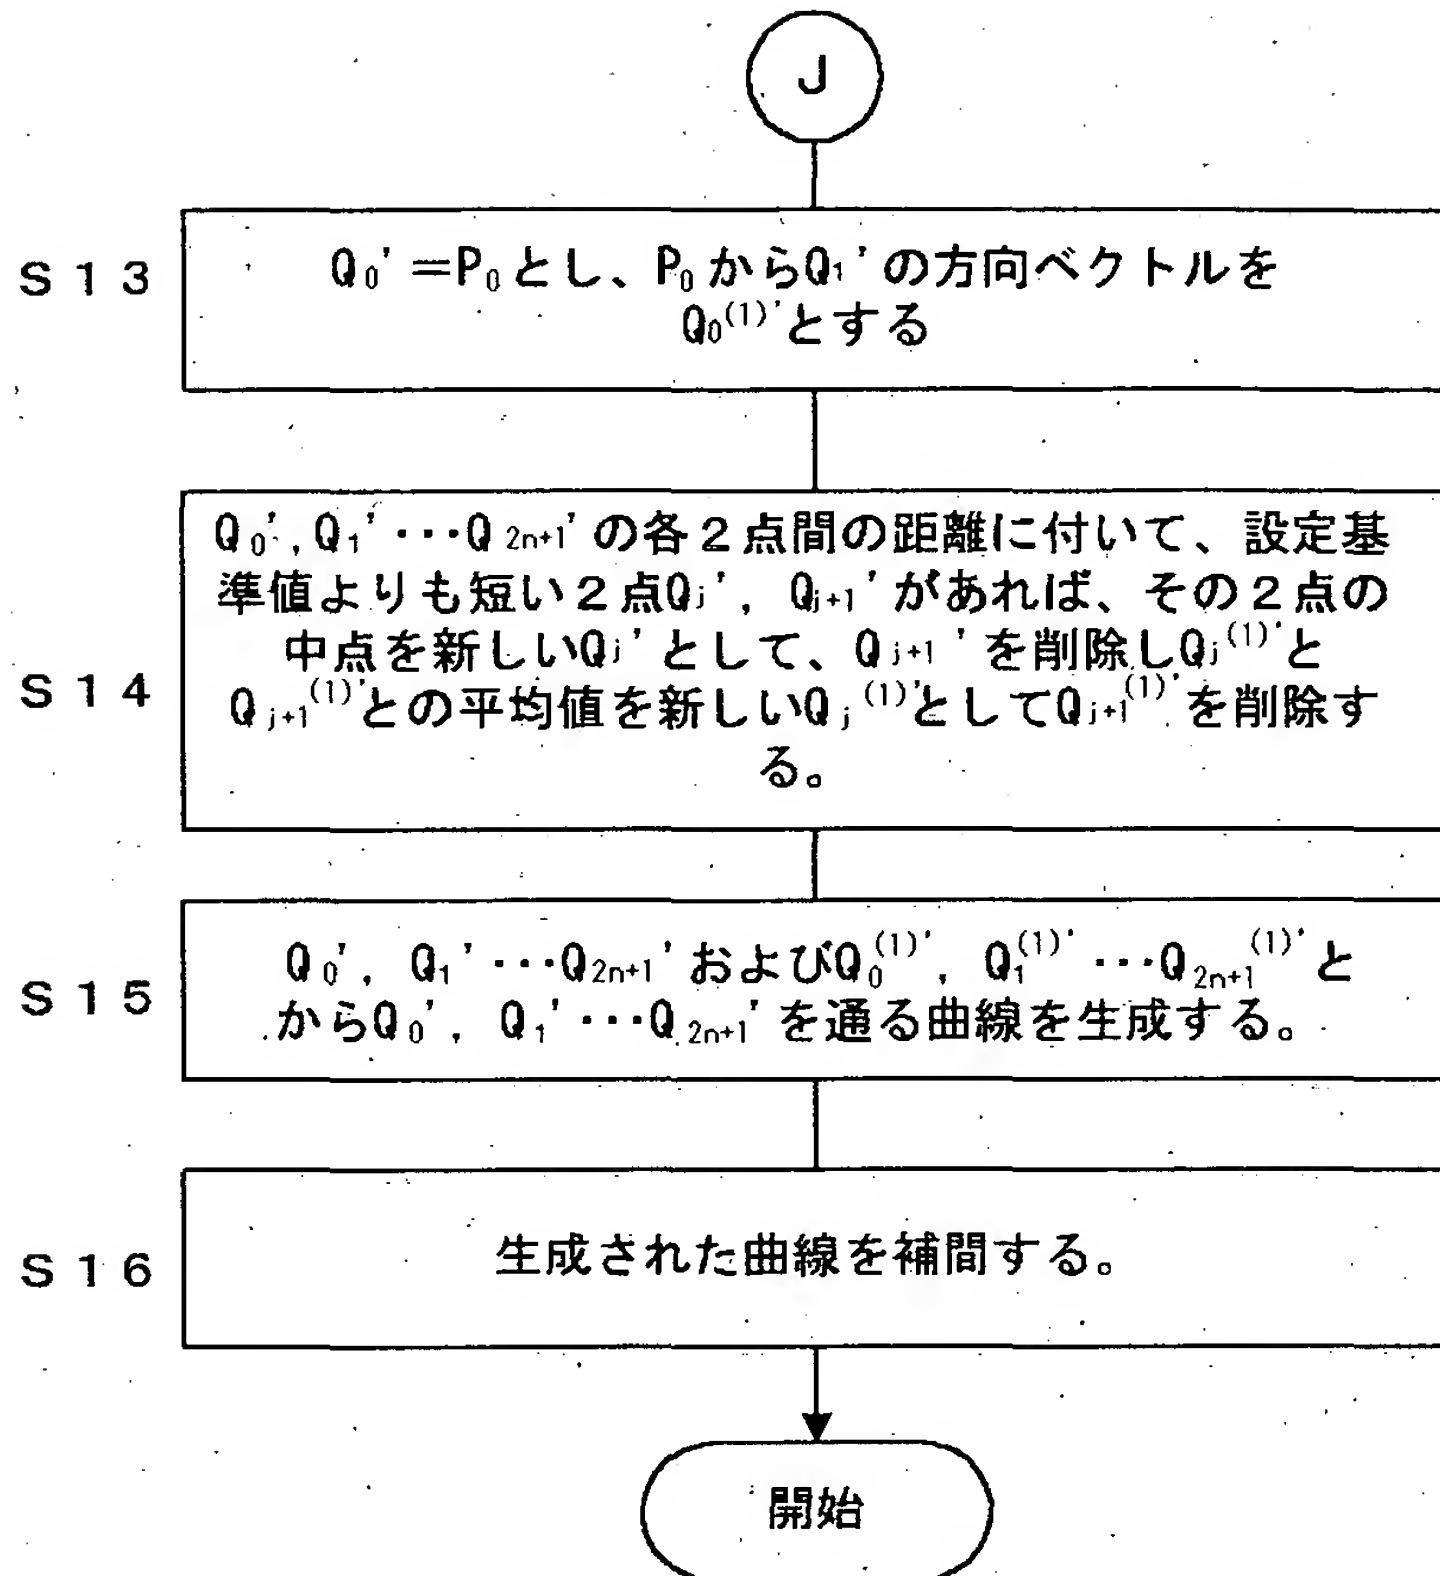 J
S13
Q₀'=P₀とし、P₀からQ₁'の方向ベクトルを
Q₀⁽¹⁾'とする
S14
Q₀', Q₁'･･･Q₂ₙ₊₁'の各2点間の距離に付いて、設定基
準値よりも短い2点Qⱼ', Qⱼ₊₁'があれば、その2点の
中点を新しいQⱼ'として、Qⱼ₊₁'を削除しQⱼ⁽¹⁾'と
Qⱼ₊₁⁽¹⁾'との平均値を新しいQⱼ⁽¹⁾'としてQⱼ₊₁⁽¹⁾'を削除す
る。
S15
Q₀', Q₁'･･･Q₂ₙ₊₁'およびQ₀⁽¹⁾', Q₁⁽¹⁾'･･･Q₂ₙ₊₁⁽¹⁾'と
からQ₀', Q₁'･･･Q₂ₙ₊₁'を通る曲線を生成する。
S16
生成された曲線を補間する。
開始